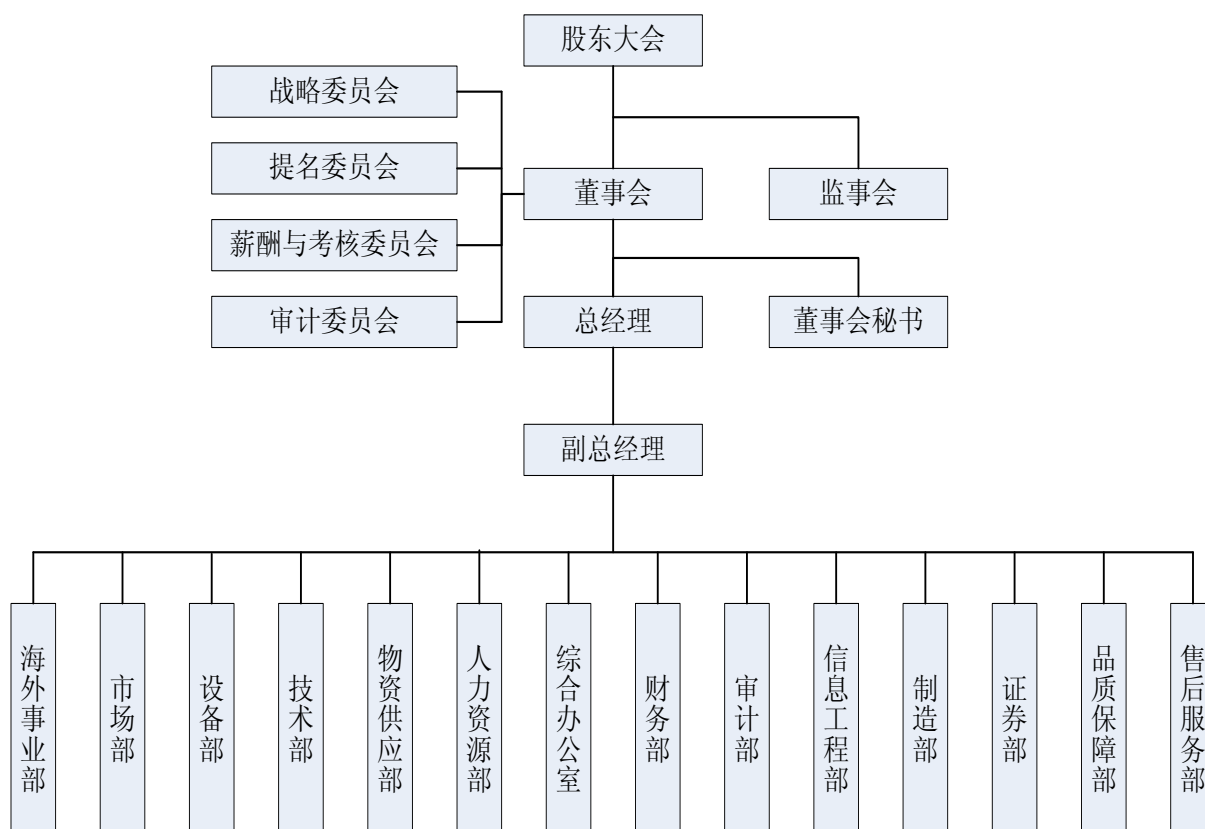 股东大会
战略委员会
提名委员会
董事会
监事会
薪酬与考核委员会
审计委员会
总经理
董事会秘书
副总经理
海外事业部
市场部
设备部
技术部
物资供应部
人力资源部
综合办公室
财务部
审计部
信息工程部
制造部
证券部
品质保障部
售后服务部